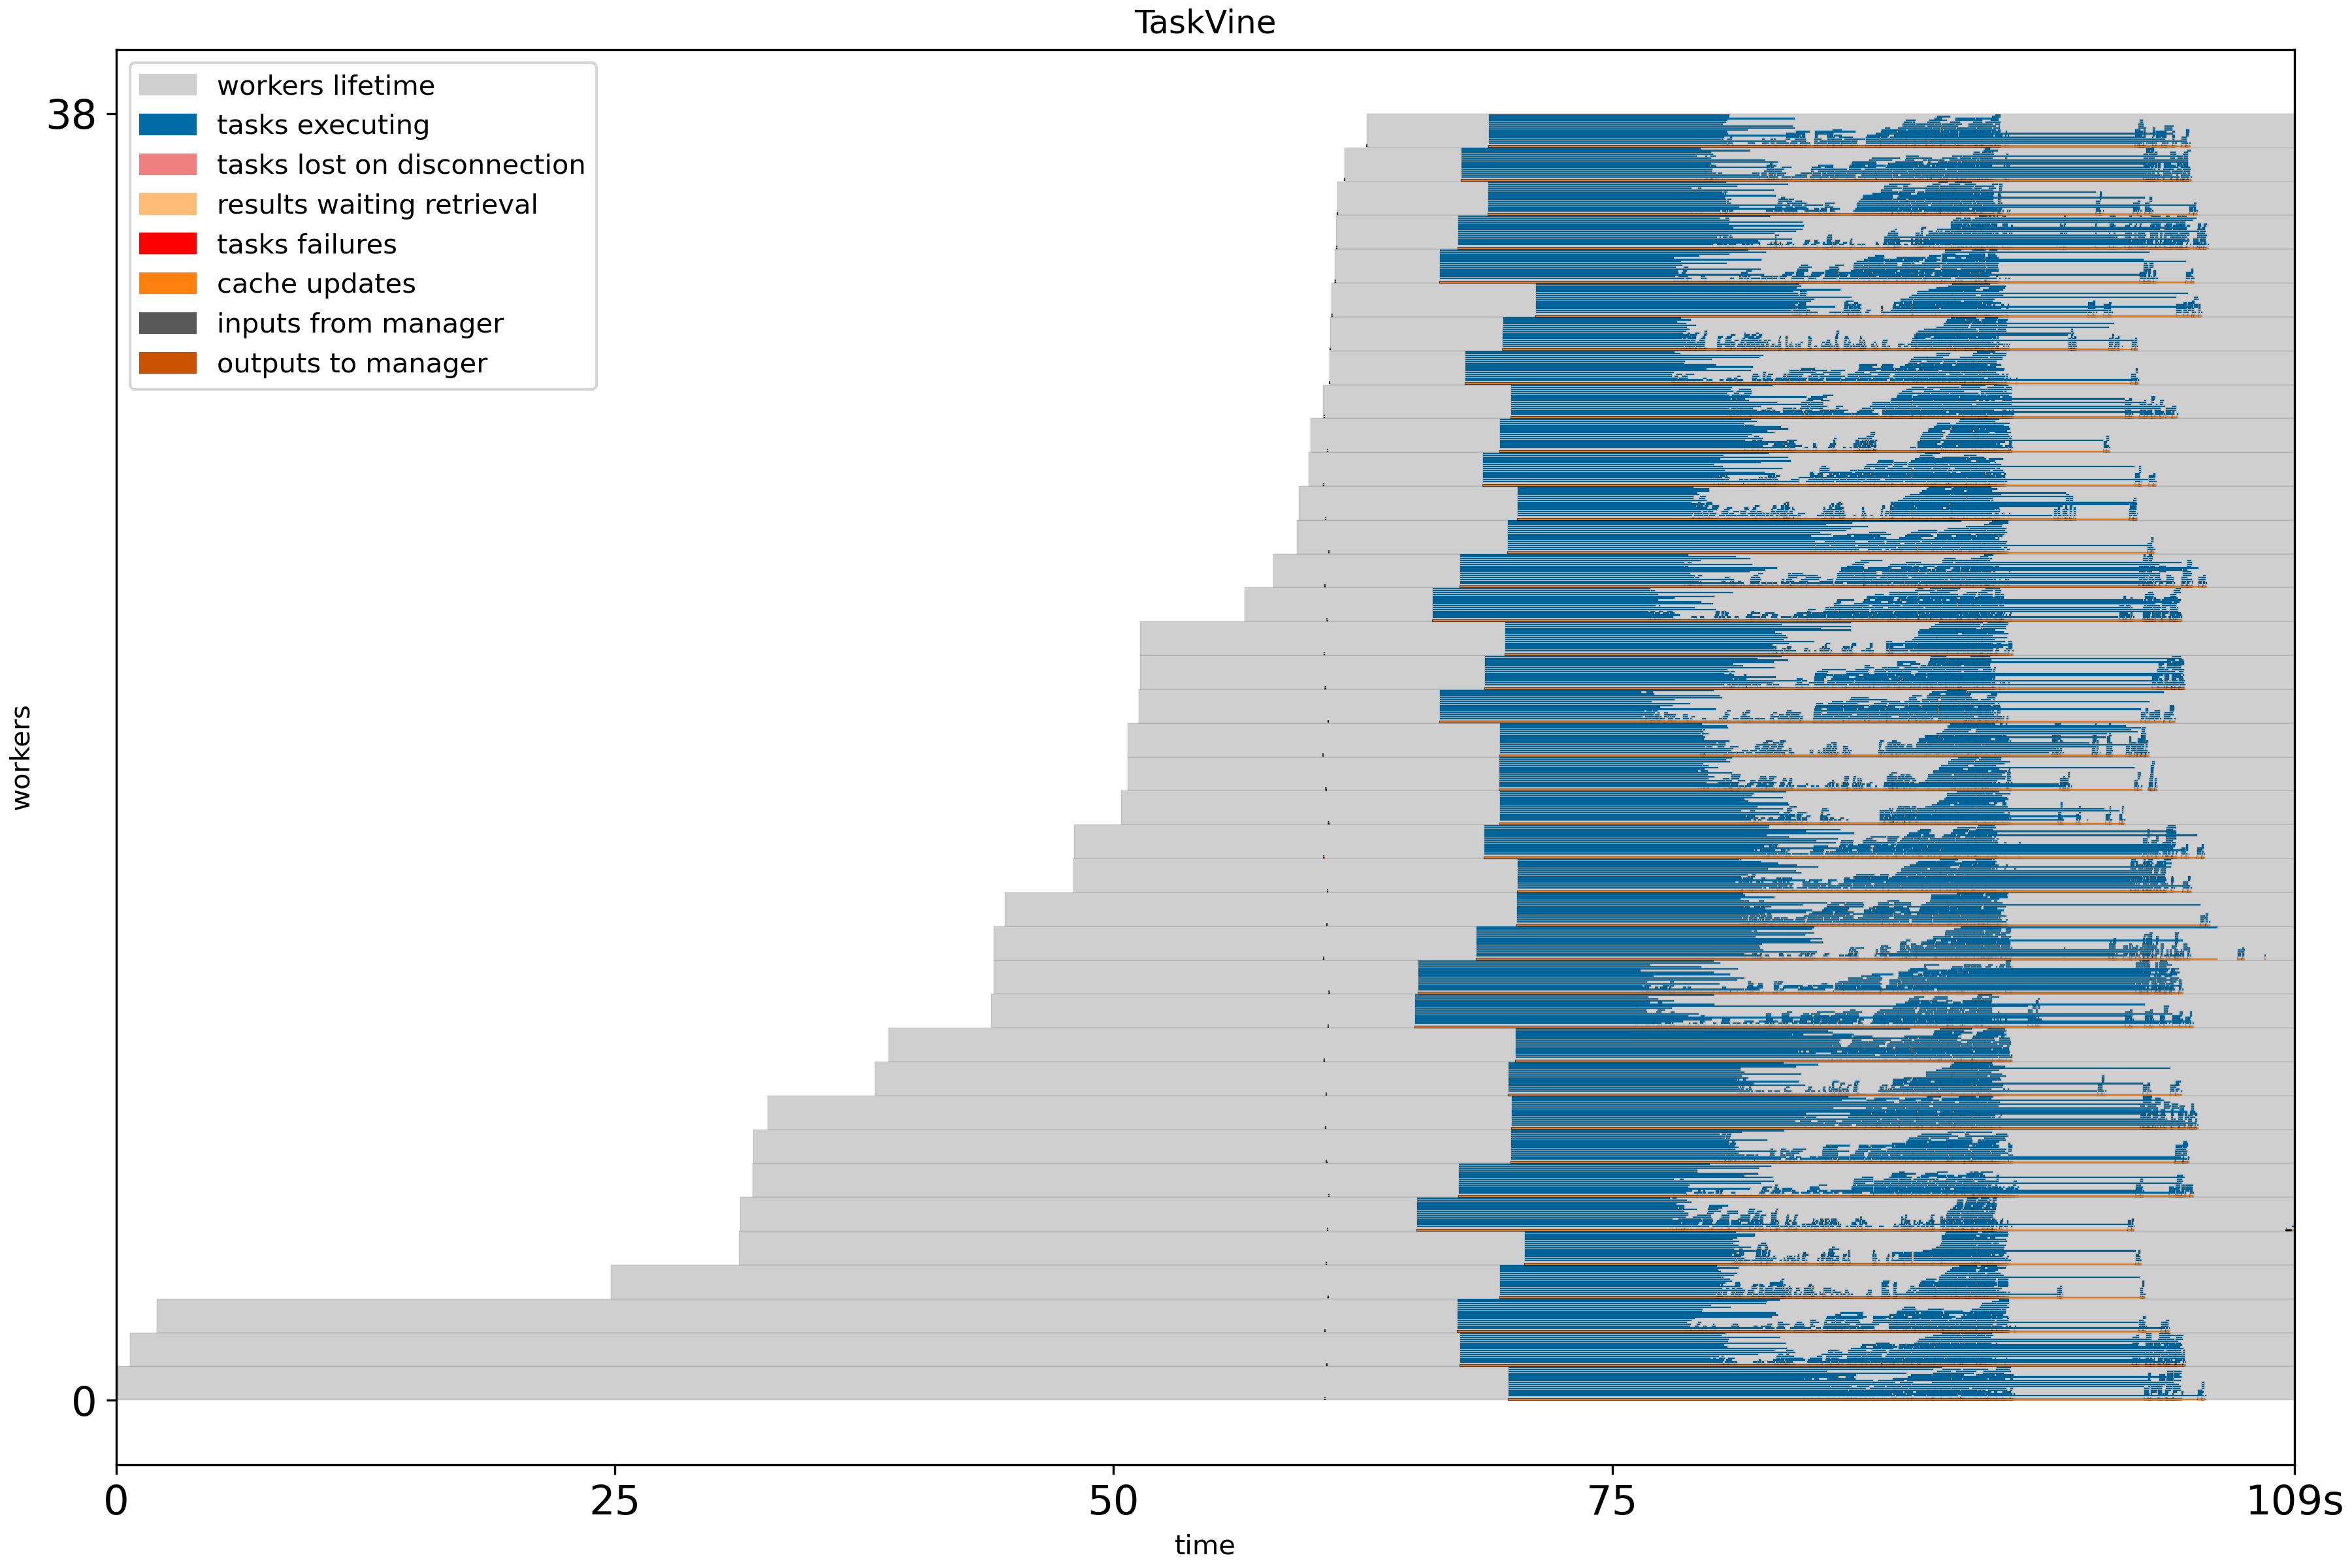 TaskVine
38
workers lifetime
tasks executing
tasks lost on disconnection
results waiting retrieval
tasks failures
cache updates
inputs from manager
outputs to manager
workers
0
0
25
50
75
109s
time